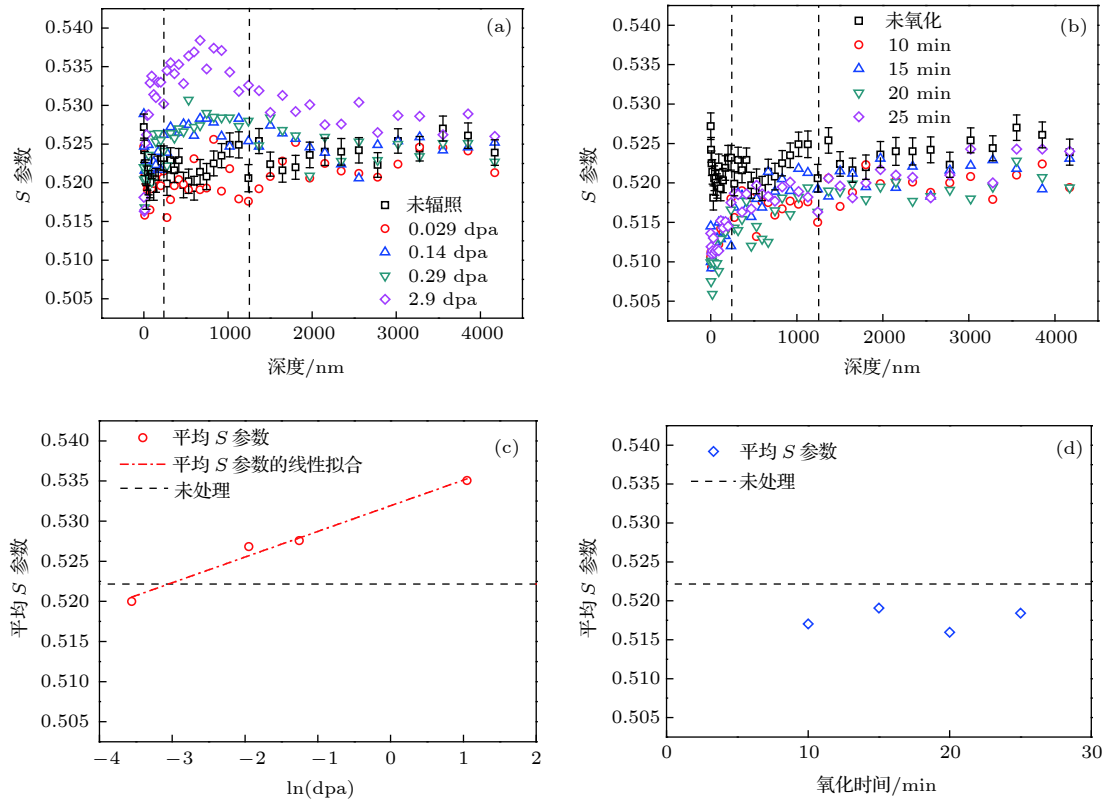 (a)
0.540
0.535
0.530
0.525
0.520
0.515
0.510
0.505
S 参数
未辐照
0.029 dpa
0.14 dpa
0.29 dpa
2.9 dpa
0
1000
2000
3000
4000
深度/nm
(b)
0.540
0.535
0.530
0.525
0.520
0.515
0.510
0.505
S 参数
未氧化
10 min
15 min
20 min
25 min
0
1000
2000
3000
4000
深度/nm
(c)
0.540
0.535
0.530
0.525
0.520
0.515
0.510
0.505
平均 S 参数
平均 S 参数
平均 S 参数的线性拟合
未处理
−4
−3
−2
−1
0
1
2
ln(dpa)
(d)
0.540
0.535
0.530
0.525
0.520
0.515
0.510
0.505
平均 S 参数
平均 S 参数
未处理
0
10
20
30
氧化时间/min